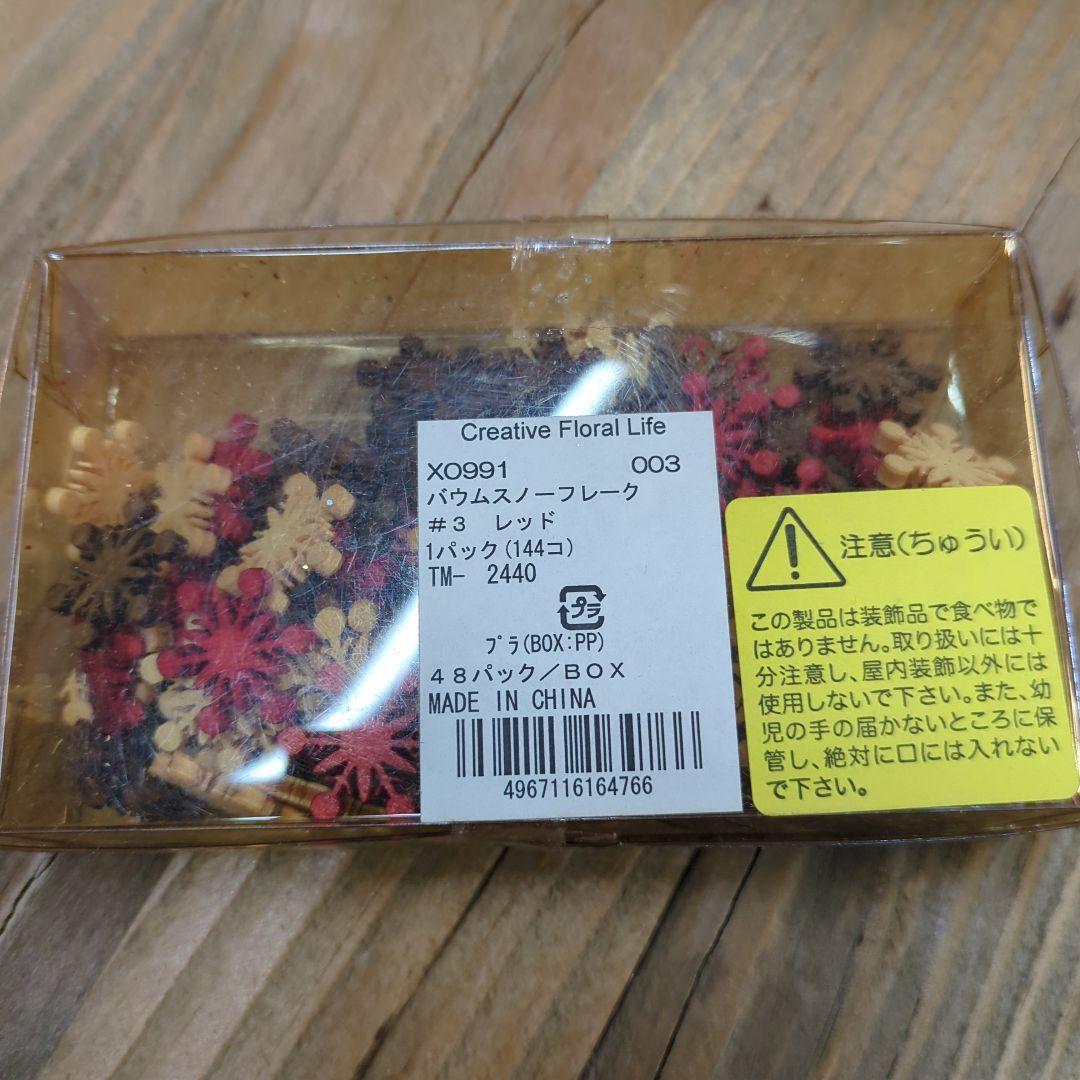 Creative Floral Life
XO991 003
バウムスノーフレーク
#3 レッド
1パック(144コ)
TM- 2440
プラ
プラ(BOX:PP)
48パック/BOX
MADE IN CHINA
4967116164766
注意(ちゅうい)
この製品は装飾品で食べ物で
はありません。取り扱いには十
分注意し、屋内装飾以外には
使用しないで下さい。また、幼
児の手の届かないところに保
管し、絶対に口には入れない
で下さい。